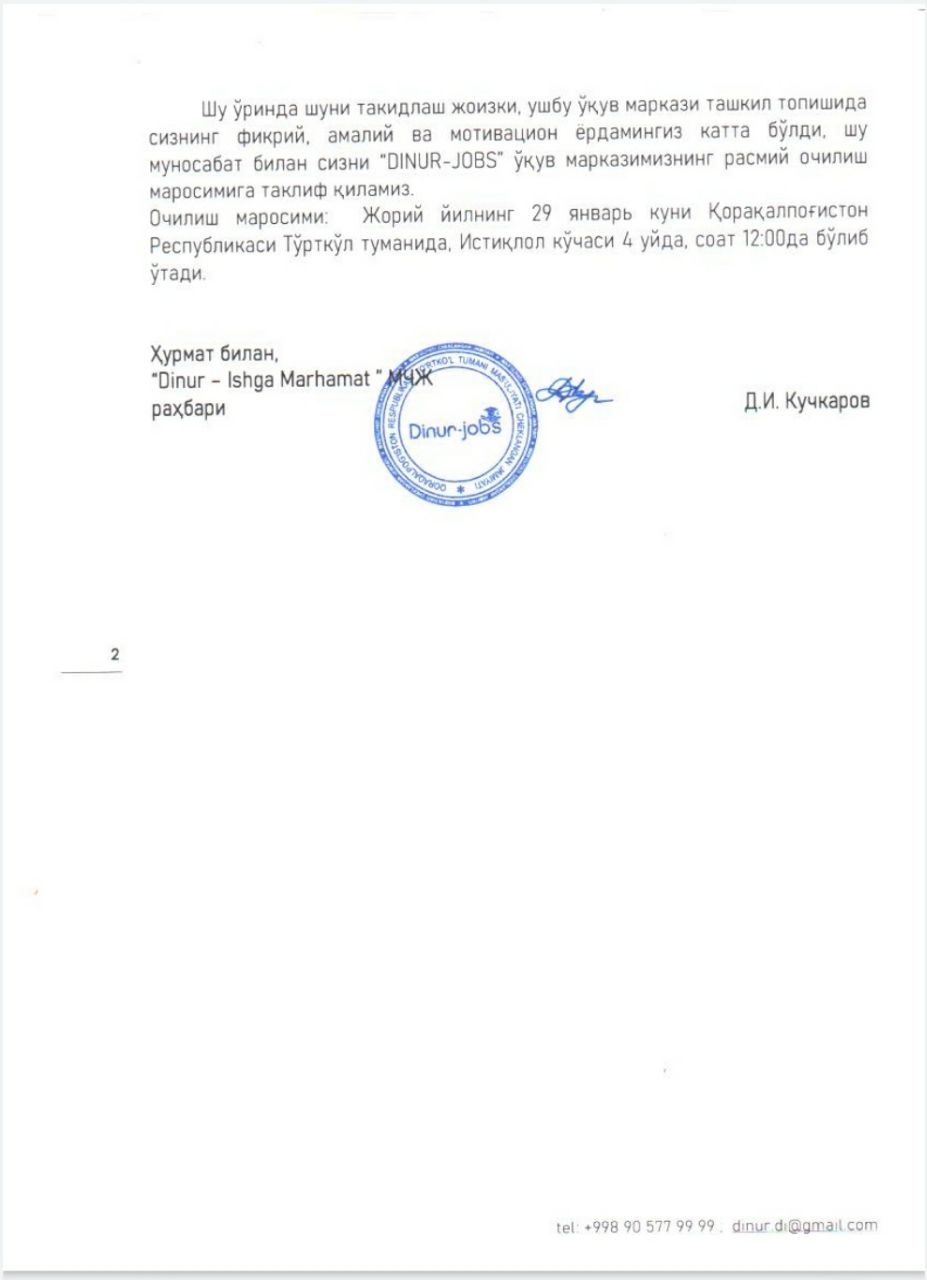 Шу ўринда шуни такидлаш жоизки, ушбу ўқув маркази ташкил топишида
сизнинг фикрий, амалий ва мотивацион ёрдамингиз катта бўлди, шу
муносабат билан сизни “DINUR-JOBS” ўқув марказимизнинг расмий очилиш
маросимига таклиф қиламиз.
Очилиш маросими: Жорий йилнинг 29 январь куни Қорақалпоғистон
Республикаси Тўрткўл туманида, Истиқлол кўчаси 4 уйда, соат 12:00да бўлиб
ўтади.
Ҳурмат билан,
“Dinur – Ishga Marhamat ” МЧЖ
раҳбари
Д.И. Кучкаров
QORAQALPOG'ISTON RESPUBLIKASI TO'RTKO'L TUMANI MAS'ULIYATI CHEKLANGAN JAMIYATI
Dinur-jobs
2
tel: +998 90 577 99 99 ; dinur.di@gmail.com